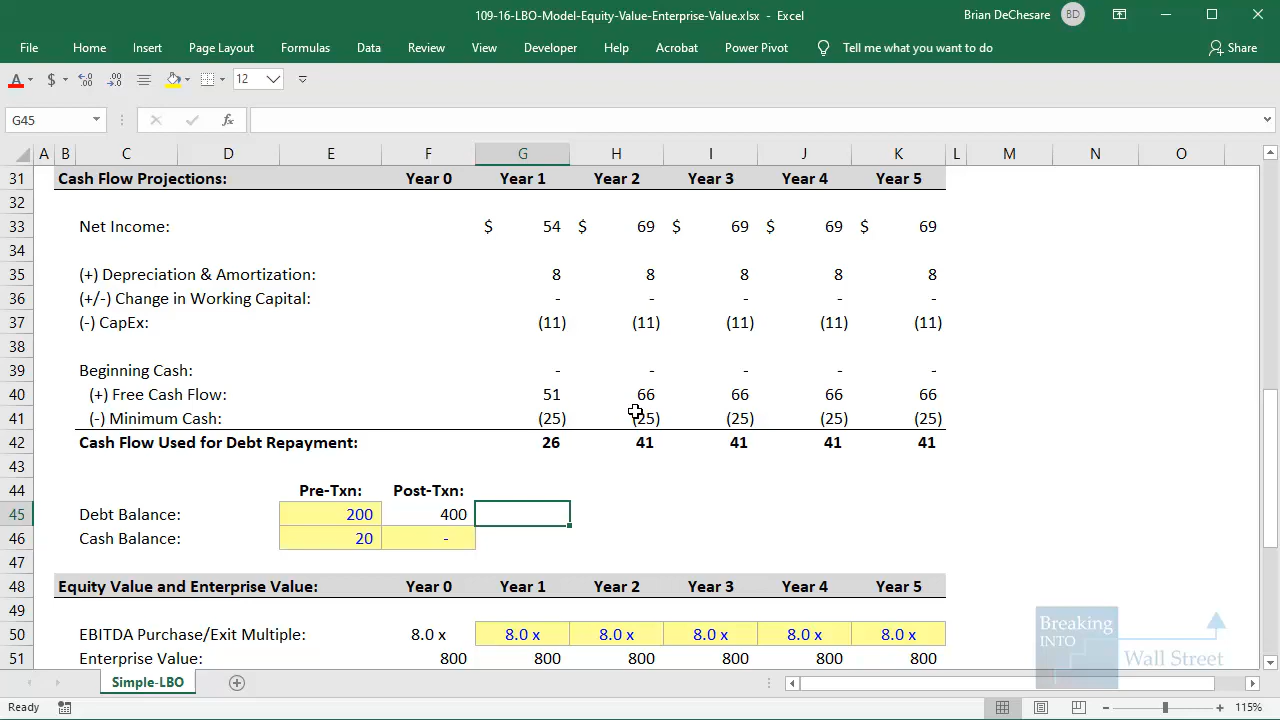 109-16-LBO-Model-Equity-Value-Enterprise-Value.xlsx - Excel
Brian DeChesare BD
File Home Insert Page Layout Formulas Data Review View Developer Help Acrobat Power Pivot Tell me what you want to do Share
A $ .00 12
G45 fx
A B C D E F G H I J K L M N O
31 Cash Flow Projections: Year 0 Year 1 Year 2 Year 3 Year 4 Year 5
32
33 Net Income: $ 54 $ 69 $ 69 $ 69 $ 69
34
35 (+) Depreciation & Amortization: 8 8 8 8 8
36 (+/-) Change in Working Capital: - - - - -
37 (-) CapEx: (11) (11) (11) (11) (11)
38
39 Beginning Cash: - - - - -
40 (+) Free Cash Flow: 51 66 66 66 66
41 (-) Minimum Cash: (25) (25) (25) (25) (25)
42 Cash Flow Used for Debt Repayment: 26 41 41 41 41
43
44 Pre-Txn: Post-Txn:
45 Debt Balance: 200 400
46 Cash Balance: 20 -
47
48 Equity Value and Enterprise Value: Year 0 Year 1 Year 2 Year 3 Year 4 Year 5
49
50 EBITDA Purchase/Exit Multiple: 8.0 x 8.0 x 8.0 x 8.0 x 8.0 x 8.0 x
51 Enterprise Value: 800 800 800 800 800 800
Breaking
INTO
Wall Street
Simple-LBO
Ready 115%